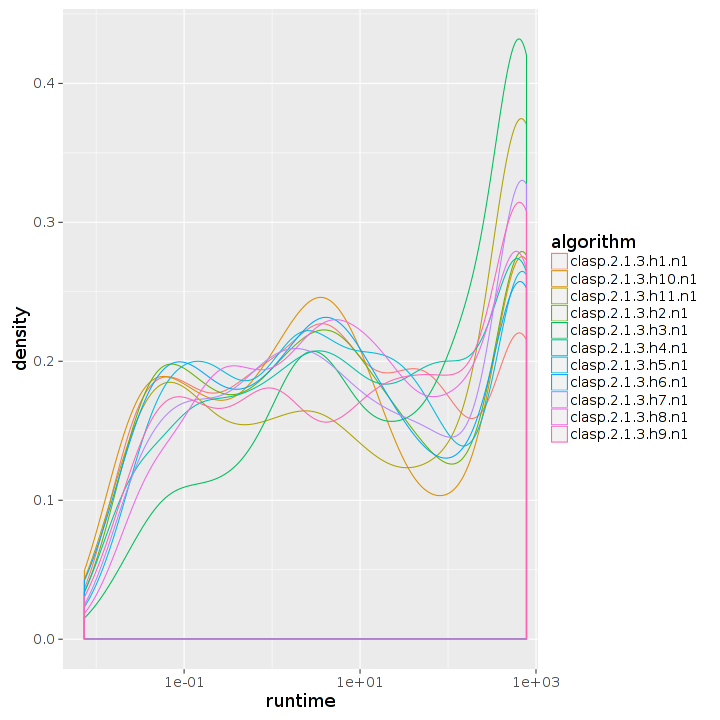 0.4
0.3
0.2
0.1
0.0
density
1e-01
1e+01
1e+03
runtime
algorithm
clasp.2.1.3.h1.n1
clasp.2.1.3.h10.n1
clasp.2.1.3.h11.n1
clasp.2.1.3.h2.n1
clasp.2.1.3.h3.n1
clasp.2.1.3.h4.n1
clasp.2.1.3.h5.n1
clasp.2.1.3.h6.n1
clasp.2.1.3.h7.n1
clasp.2.1.3.h8.n1
clasp.2.1.3.h9.n1